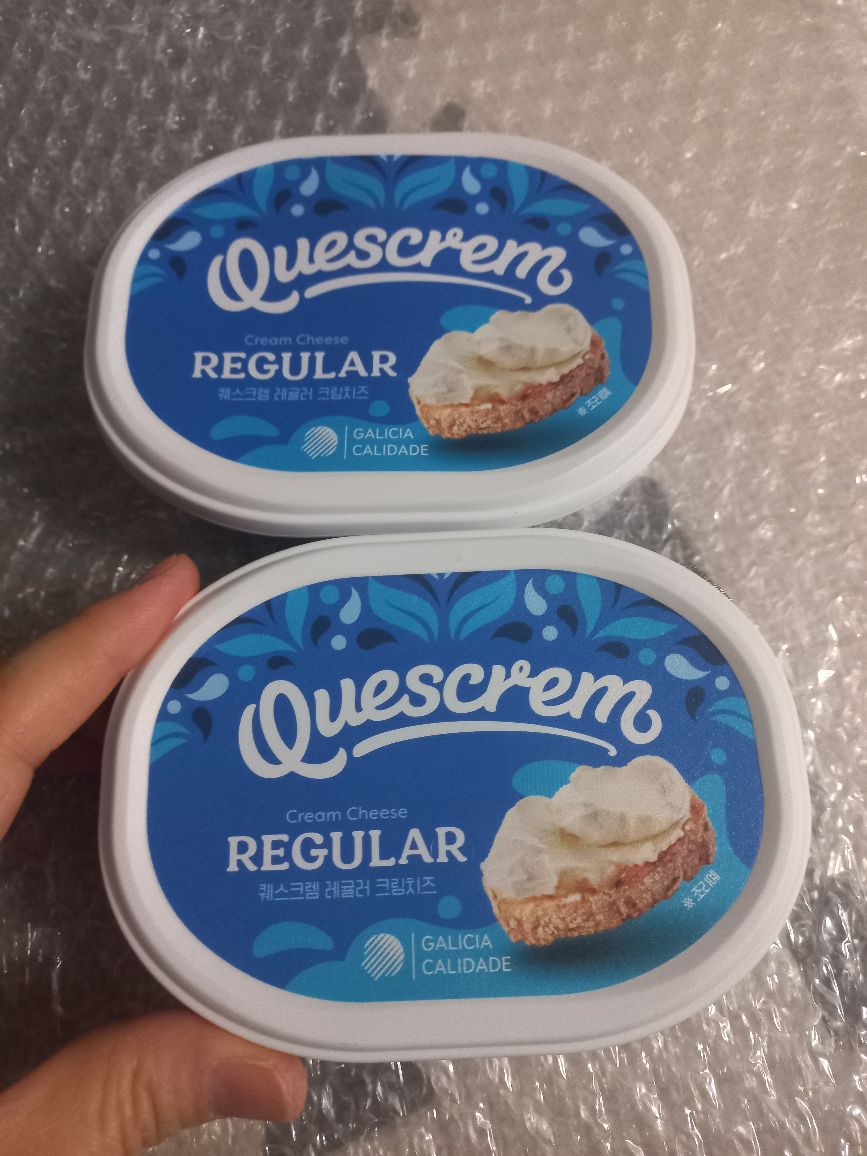 Quescrem
Cream Cheese
REGULAR
퀘스크렘 레귤러 크림치즈
※ 조리예
GALICIA
CALIDADE
Quescrem
Cream Cheese
REGULAR
퀘스크렘 레귤러 크림치즈
※ 조리예
GALICIA
CALIDADE